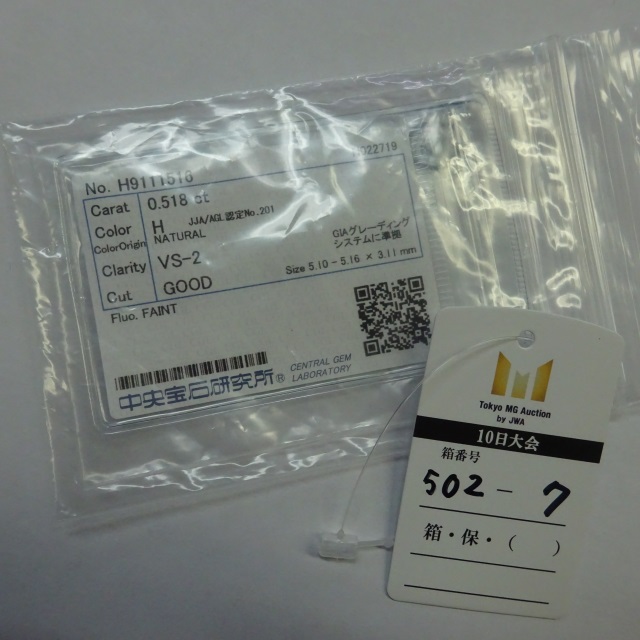 No. H9111518
022719
Carat 0.518 ct
Color H JJA/AGL認定No.201
ColorOrigin NATURAL
GIAグレーディング
システムに準拠
Clarity VS-2
Size 5.10 - 5.16 × 3.11 mm
Cut GOOD
Fluo. FAINT
中央宝石研究所® CENTRAL GEM
LABORATORY
Tokyo MG Auction
by JWA
10日大会
箱番号
502 - 7
箱・保・( )